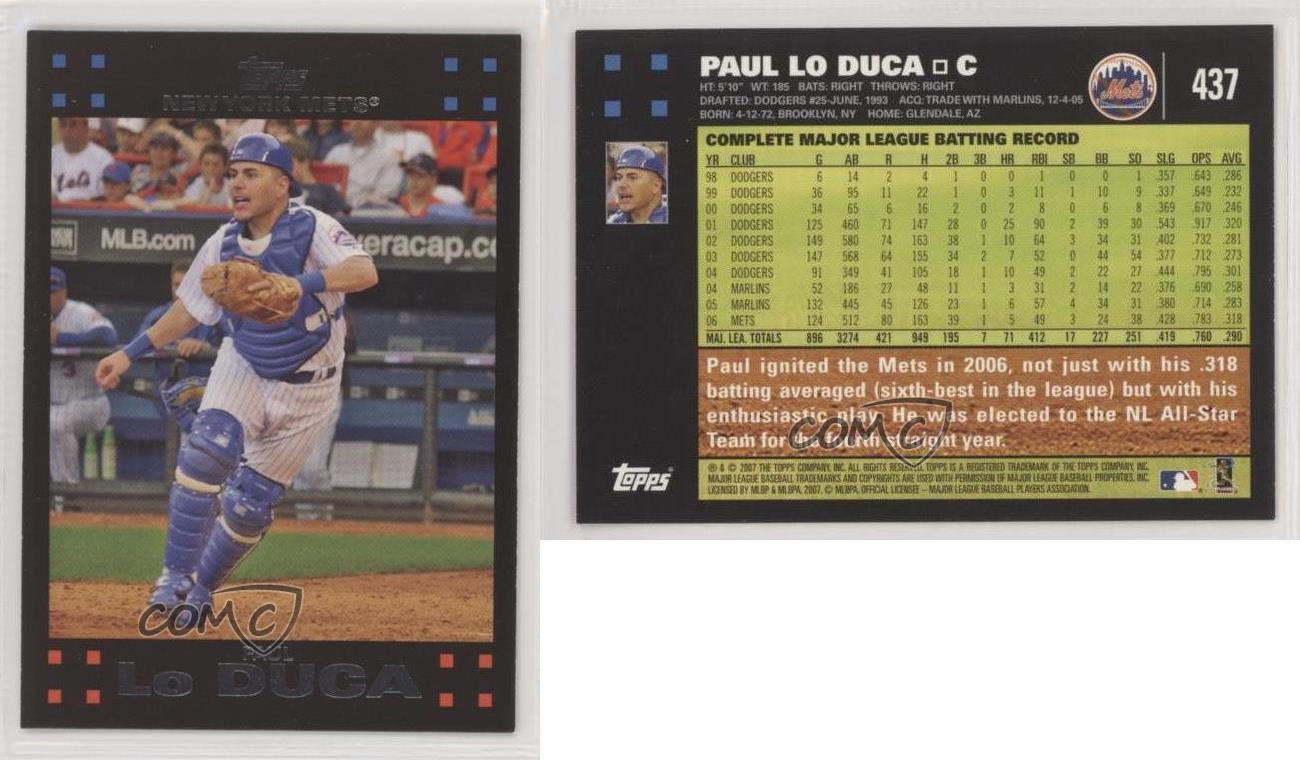 Topps
NEW YORK METS®
Mets
MLB.com
eracap.co
3
COMC
PAUL
Lo DUCA
PAUL LO DUCA □ C
HT: 5'10" WT: 185 BATS: RIGHT THROWS: RIGHT
DRAFTED: DODGERS #25-JUNE, 1993 ACQ: TRADE WITH MARLINS, 12-4-05
BORN: 4-12-72, BROOKLYN, NY HOME: GLENDALE, AZ
Mets
437
COMPLETE MAJOR LEAGUE BATTING RECORD
YR CLUB G AB R H 2B 3B HR RBI SB BB SO SLG OPS AVG
98 DODGERS 6 14 2 4 1 0 0 1 0 0 1 .357 .643 .286
99 DODGERS 36 95 11 22 1 0 3 11 1 10 9 .337 .649 .232
00 DODGERS 34 65 6 16 2 0 2 8 0 6 8 .369 .670 .246
01 DODGERS 125 460 71 147 28 0 25 90 2 39 30 .543 .917 .320
02 DODGERS 149 580 74 163 38 1 10 64 3 34 31 .402 .732 .281
03 DODGERS 147 568 64 155 34 2 7 52 0 44 54 .377 .712 .273
04 DODGERS 91 349 41 105 18 1 10 49 2 22 27 .444 .795 .301
04 MARLINS 52 186 27 48 11 1 3 31 2 14 22 .376 .690 .258
05 MARLINS 132 445 45 126 23 1 6 57 4 34 31 .380 .714 .283
06 METS 124 512 80 163 39 1 5 49 3 24 38 .428 .783 .318
MAJ. LEA. TOTALS 896 3274 421 949 195 7 71 412 17 227 251 .419 .760 .290
Paul ignited the Mets in 2006, not just with his .318
batting averaged (sixth-best in the league) but with his
enthusiastic play. He was elected to the NL All-Star
Team for the fourth straight year.
COMC
Topps®
® & © 2007 THE TOPPS COMPANY, INC. ALL RIGHTS RESERVED. TOPPS IS A REGISTERED TRADEMARK OF THE TOPPS COMPANY, INC.
MAJOR LEAGUE BASEBALL TRADEMARKS AND COPYRIGHTS ARE USED WITH PERMISSION OF MAJOR LEAGUE BASEBALL PROPERTIES, INC.
LICENSED BY MLBP & MLBPA, 2007. © MLBPA. OFFICIAL LICENSEE – MAJOR LEAGUE BASEBALL PLAYERS ASSOCIATION.